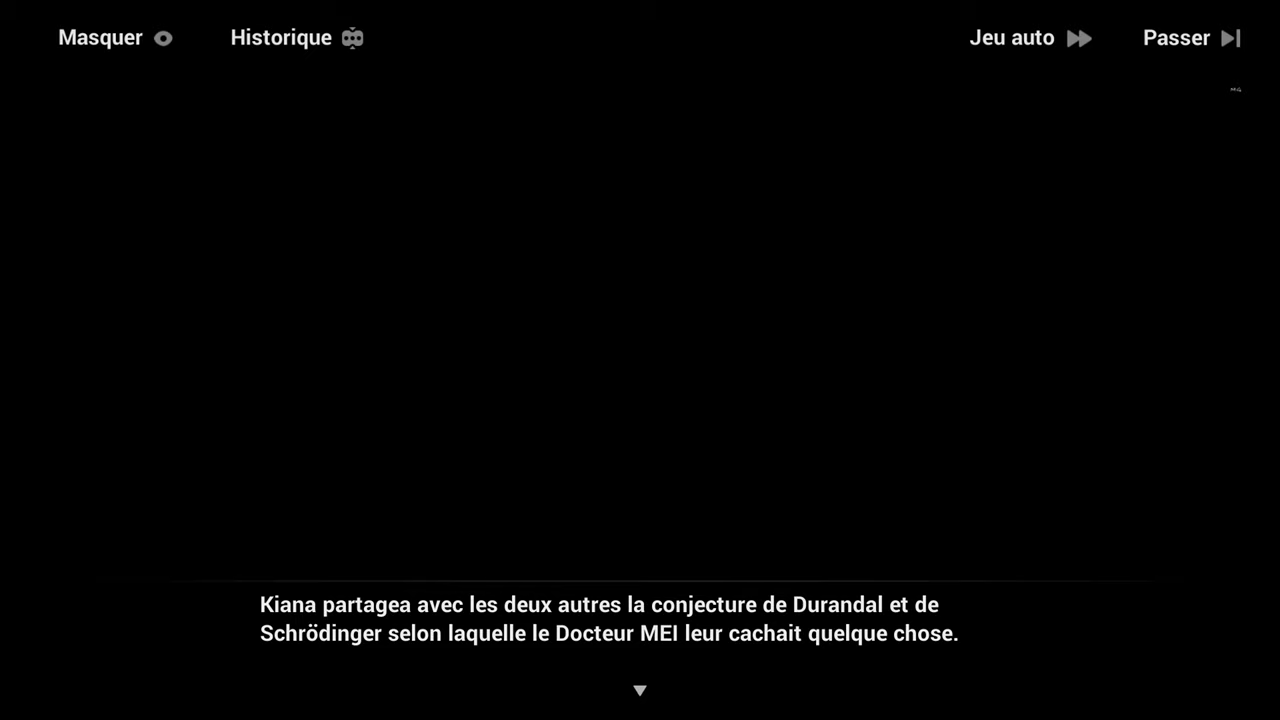 Masquer
Historique
Jeu auto
Passer
Kiana partagea avec les deux autres la conjecture de Durandal et de
Schrödinger selon laquelle le Docteur MEI leur cachait quelque chose.